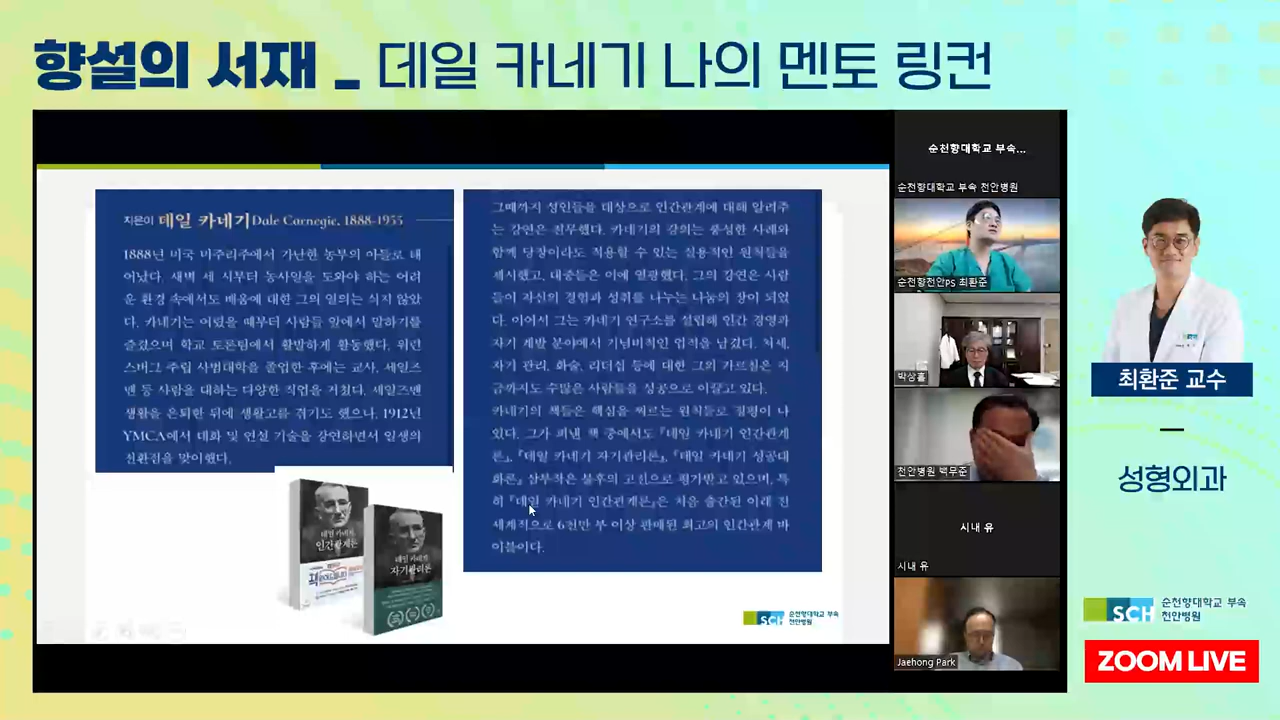 향설의 서재 _ 데일 카네기 나의 멘토 링컨
지은이 데일 카네기 Dale Carnegie, 1888-1955
1888년 미국 미주리주에서 가난한 농부의 아들로 태
어났다. 새벽 세 시부터 농사일을 도와야 하는 어려
운 환경 속에서도 배움에 대한 그의 열의는 식지 않았
다. 카네기는 어렸을 때부터 사람들 앞에서 말하기를
즐겼으며 학교 토론팀에서 활발하게 활동했다. 워런
스버그 주립 사범대학을 졸업한 후에는 교사, 세일즈
맨 등 사람을 대하는 다양한 직업을 거쳤다. 세일즈맨
생활을 은퇴한 뒤에 생활고를 겪기도 했으나, 1912년
YMCA에서 대화 및 연설 기술을 강연하면서 일생의
전환점을 맞이했다.
그때까지 성인들을 대상으로 인간관계에 대해 알려주
는 강연은 전무했다. 카네기의 강의는 풍성한 사례와
함께 당장이라도 적용할 수 있는 실용적인 원칙들을
제시했고, 대중들은 이에 열광했다. 그의 강연은 사람
들이 자신의 경험과 성취를 나누는 나눔의 장이 되었
다. 이어서 그는 카네기 연구소를 설립해 인간 경영과
자기 계발 분야에서 기념비적인 업적을 남겼다. 처세,
자기 관리, 화술, 리더십 등에 대한 그의 가르침은 지
금까지도 수많은 사람들을 성공으로 이끌고 있다.
카네기의 책들은 핵심을 찌르는 원칙들로 정평이 나
있다. 그가 펴낸 책 중에서도 『데일 카네기 인간관계
론』, 『데일 카네기 자기관리론』, 『데일 카네기 성공대
화론』 삼부작은 불후의 고전으로 평가받고 있으며, 특
히 『데일 카네기 인간관계론』은 처음 출간된 이래 전
세계적으로 6천만 부 이상 판매된 최고의 인간관계 바
이블이다.
데일 카네기
인간관계론
데일 카네기
자기관리론
SCH 순천향대학교 부속
천안병원
순천향대학교 부속...
순천향대학교 부속 천안병원
순천향천안PS 최환준
박상흠
천안병원 백무준
시내 유
시내 유
Jaehong Park
최환준 교수
성형외과
SCH 순천향대학교 부속
천안병원
ZOOM LIVE